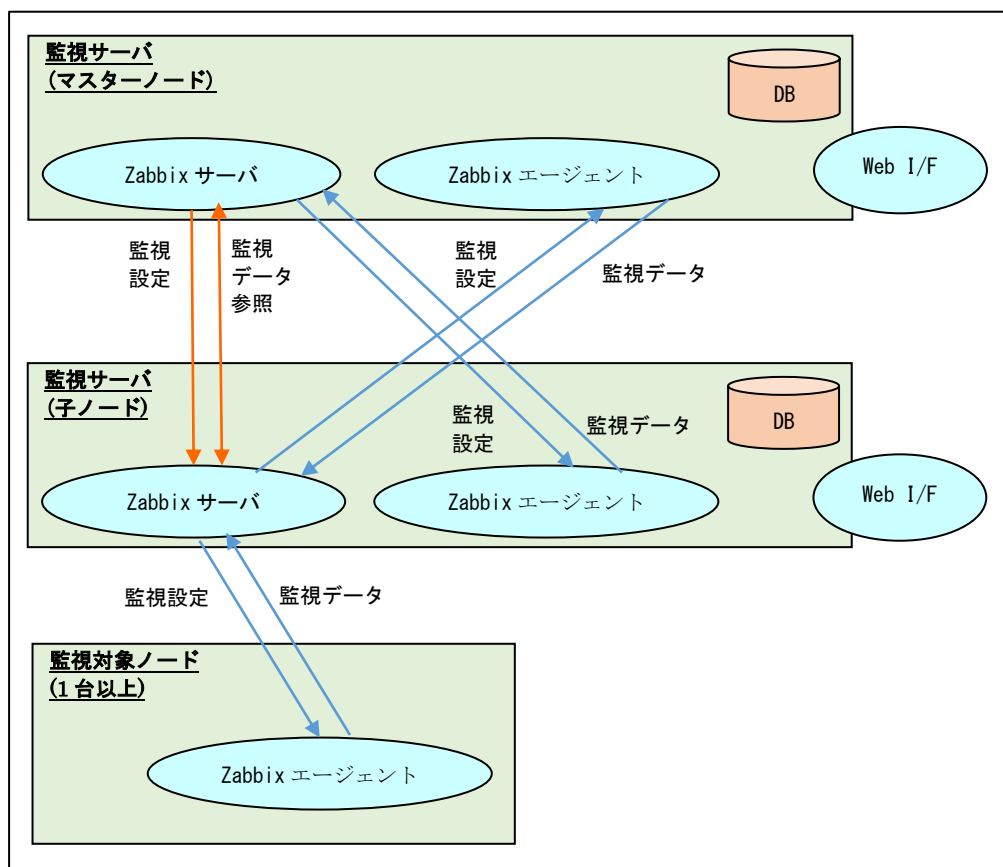 監視サーバ
(マスターノード)
DB
Zabbix サーバ
Zabbix エージェント
Web I/F
監視
設定
監視
データ
参照
監視
設定
監視データ
監視サーバ
(子ノード)
DB
監視
設定
監視データ
Zabbix サーバ
Zabbix エージェント
Web I/F
監視設定
監視データ
監視対象ノード
(1 台以上)
Zabbix エージェント